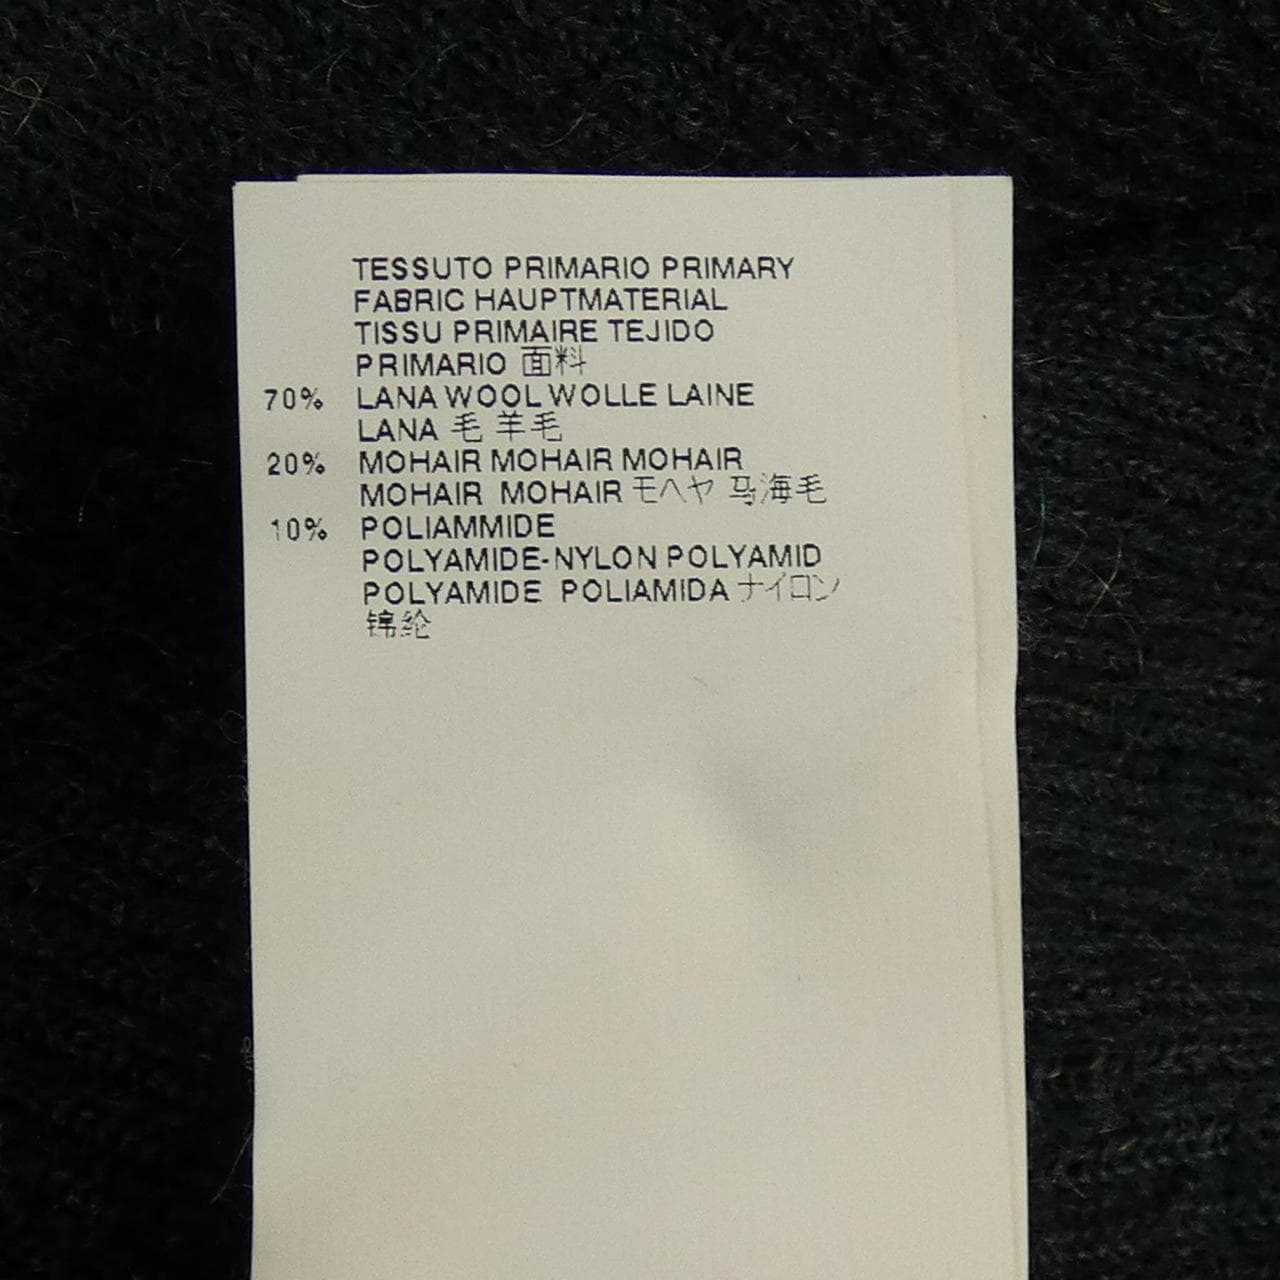 TESSUTO PRIMARIO PRIMARY
FABRIC HAUPTMATERIAL
TISSU PRIMAIRE TEJIDO
PRIMARIO 面料
70% LANA WOOL WOLLE LAINE
LANA 毛 羊毛
20% MOHAIR MOHAIR MOHAIR
MOHAIR MOHAIR モヘヤ 马海毛
10% POLIAMMIDE
POLYAMIDE-NYLON POLYAMID
POLYAMIDE POLIAMIDA ナイロン
锦纶